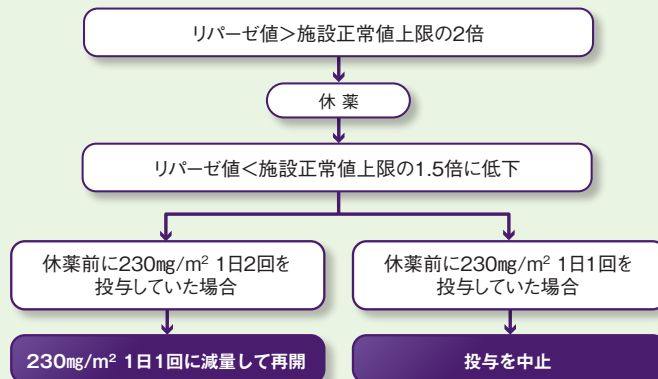 リパーゼ値＞施設正常値上限の2倍
休 薬
リパーゼ値＜施設正常値上限の1.5倍に低下
休薬前に230㎎/m² 1日2回を
投与していた場合
休薬前に230㎎/m² 1日1回を
投与していた場合
230㎎/m² 1日1回に減量して再開
投与を中止